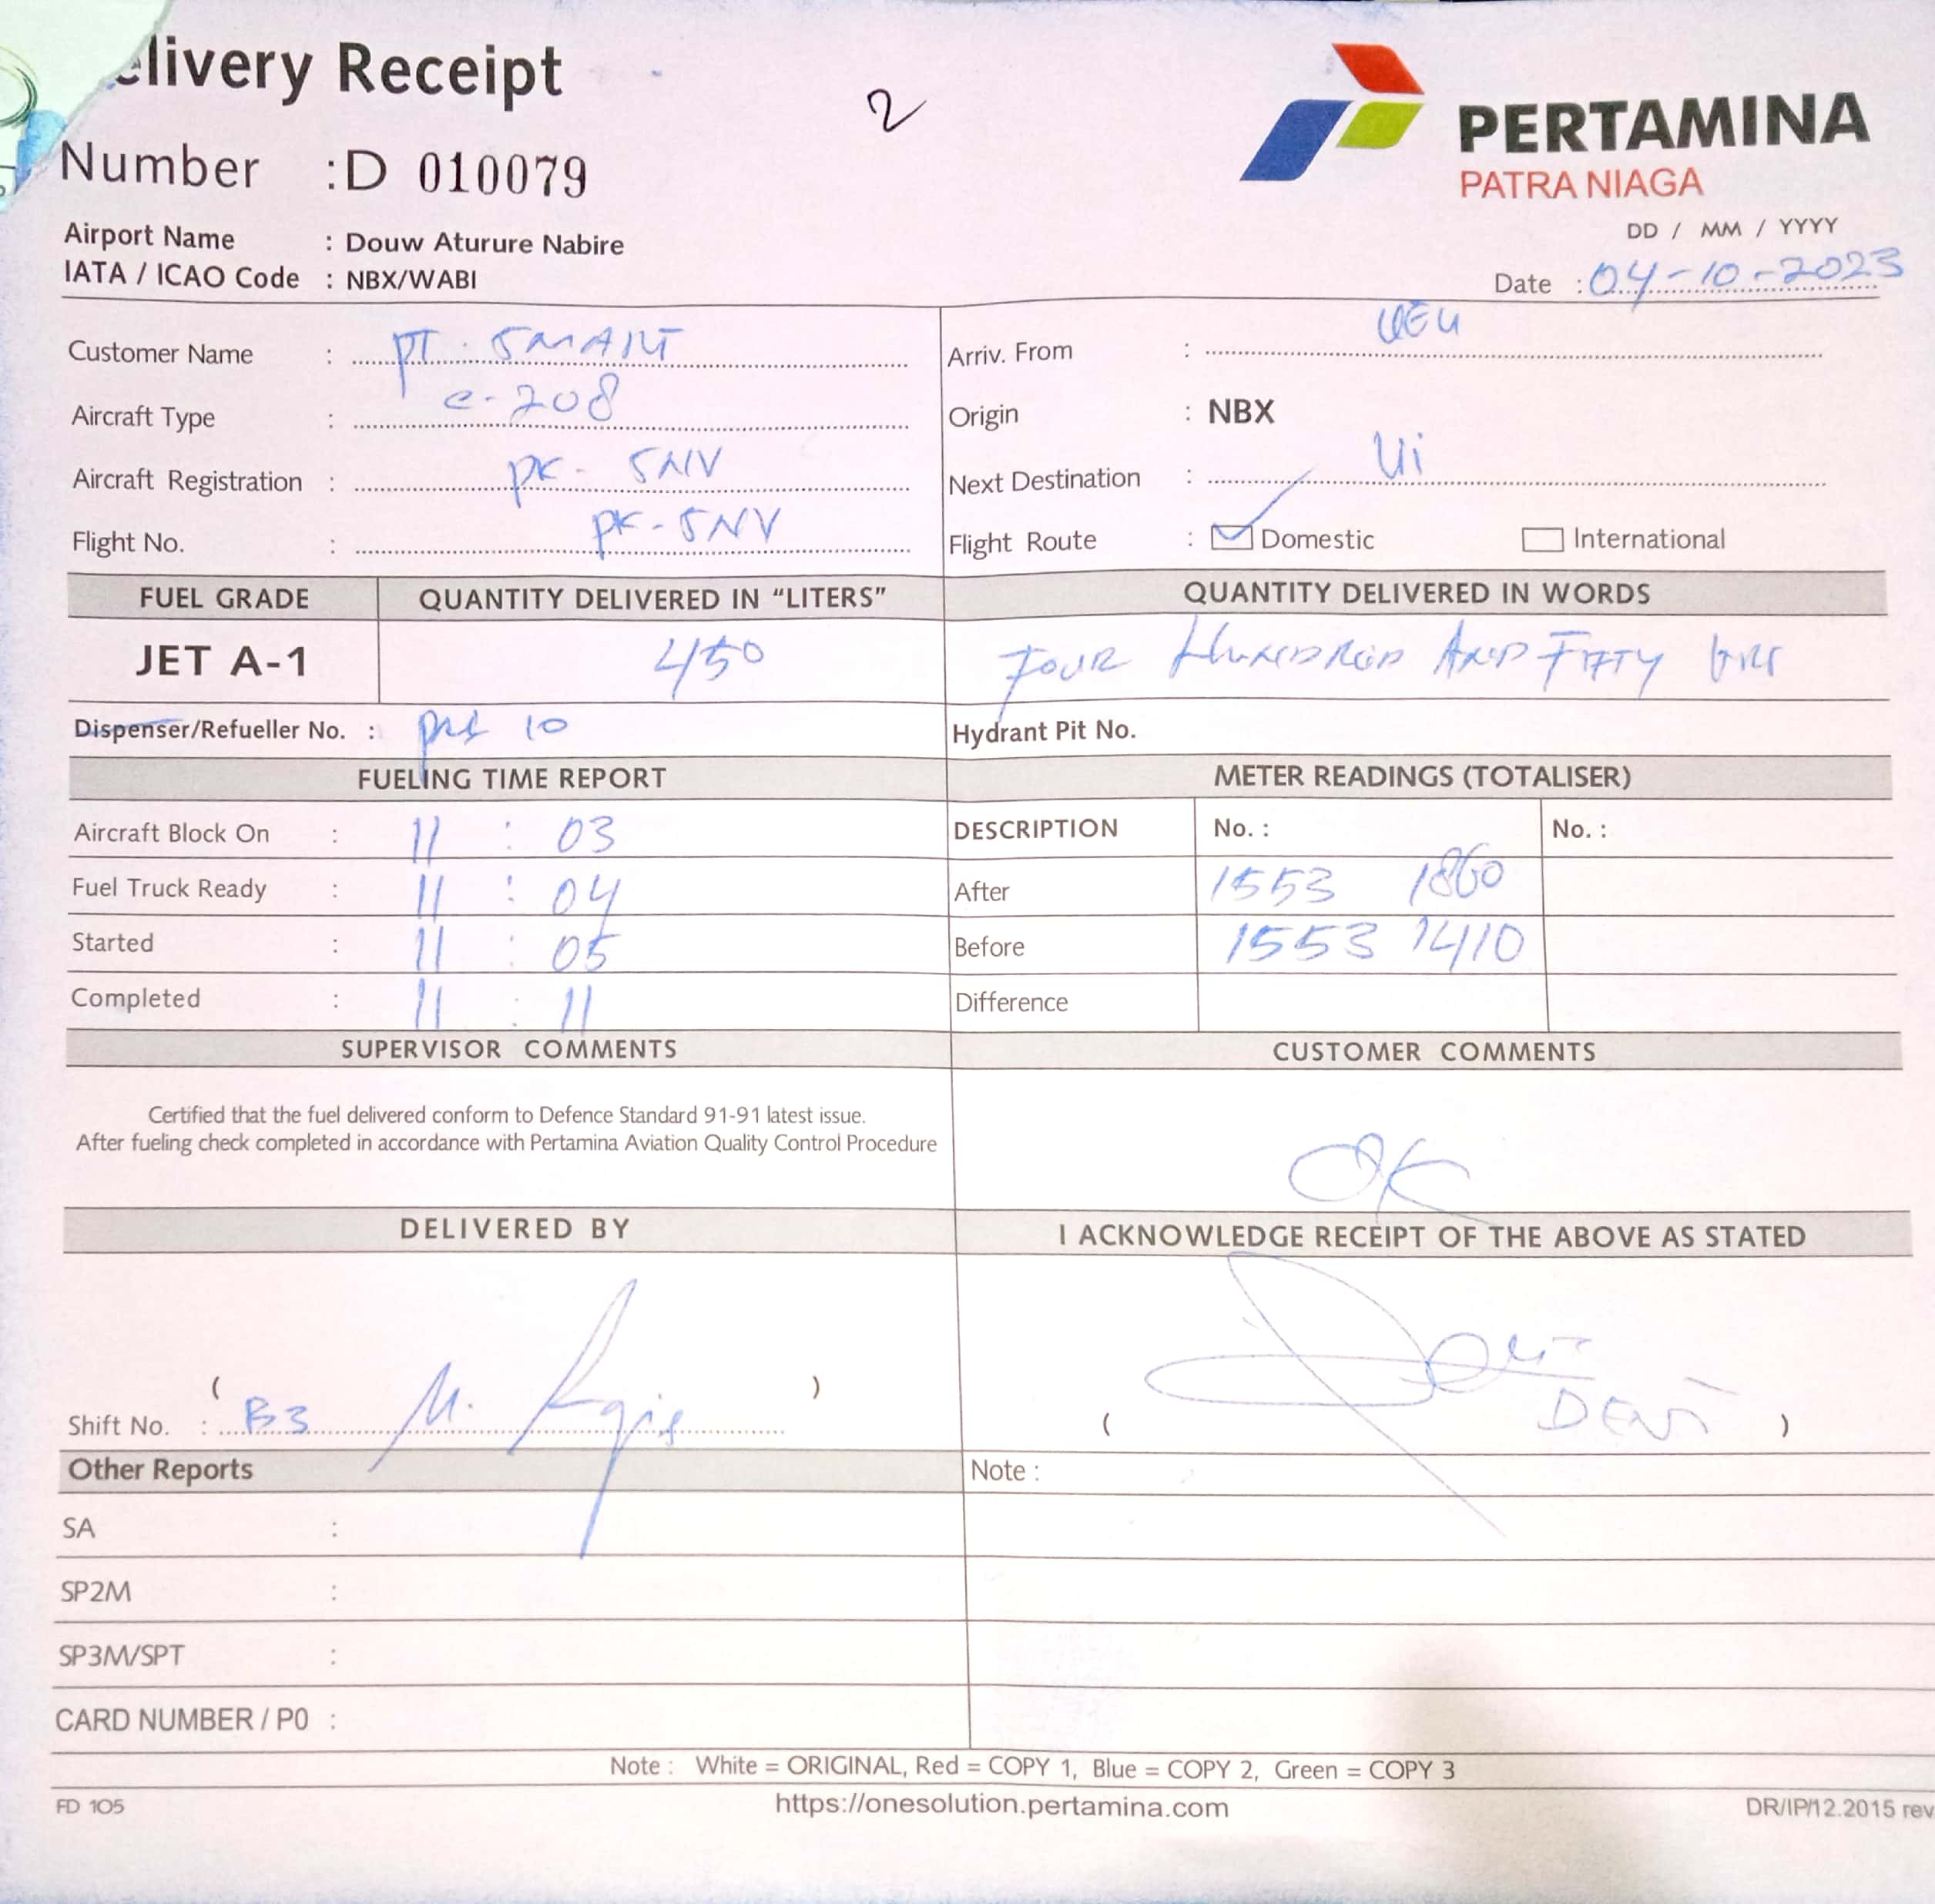 elivery Receipt
2
PERTAMINA
PATRA NIAGA
Number :D 010079
Airport Name : Douw Aturure Nabire
IATA / ICAO Code : NBX/WABI
DD / MM / YYYY
Date : 04-10-2023
Customer Name : PT. SMART
Aircraft Type : C-208
Aircraft Registration : PK- SNV
Flight No. : PK-SNV
Arriv. From :
Origin : NBX
Next Destination :
Flight Route : Domestic International
FUEL GRADE QUANTITY DELIVERED IN "LITERS" QUANTITY DELIVERED IN WORDS
JET A-1 450 FOUR HUNDRED AND FIFTY
Dispenser/Refueller No. : 10 Hydrant Pit No.
FUELING TIME REPORT
Aircraft Block On : 11 : 03
Fuel Truck Ready : 11 : 04
Started : 11 : 05
Completed : 11 : 11
METER READINGS (TOTALISER)
DESCRIPTION No. : No. :
After 1553 1860
Before 1553 1410
Difference
SUPERVISOR COMMENTS
Certified that the fuel delivered conform to Defence Standard 91-91 latest issue.
After fueling check completed in accordance with Pertamina Aviation Quality Control Procedure
CUSTOMER COMMENTS
OK
DELIVERED BY
( )
Shift No. : B3 M.
I ACKNOWLEDGE RECEIPT OF THE ABOVE AS STATED
( DENI )
Other Reports
SA :
SP2M :
SP3M/SPT :
CARD NUMBER / P0 :
Note :
Note : White = ORIGINAL, Red = COPY 1, Blue = COPY 2, Green = COPY 3
FD 105 https://onesolution.pertamina.com DR/IP/12.2015 rev